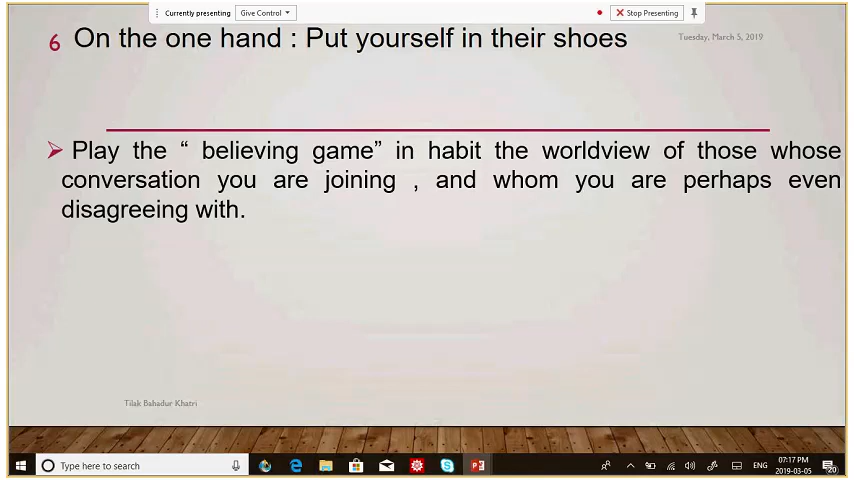 Currently presenting Give Control Stop Presenting
6 On the one hand : Put yourself in their shoes
Tuesday, March 5, 2019
Play the “ believing game” in habit the worldview of those whose
conversation you are joining , and whom you are perhaps even
disagreeing with.
Tilak Bahadur Khatri
Type here to search
ENG
07:17 PM
2019-03-05
20